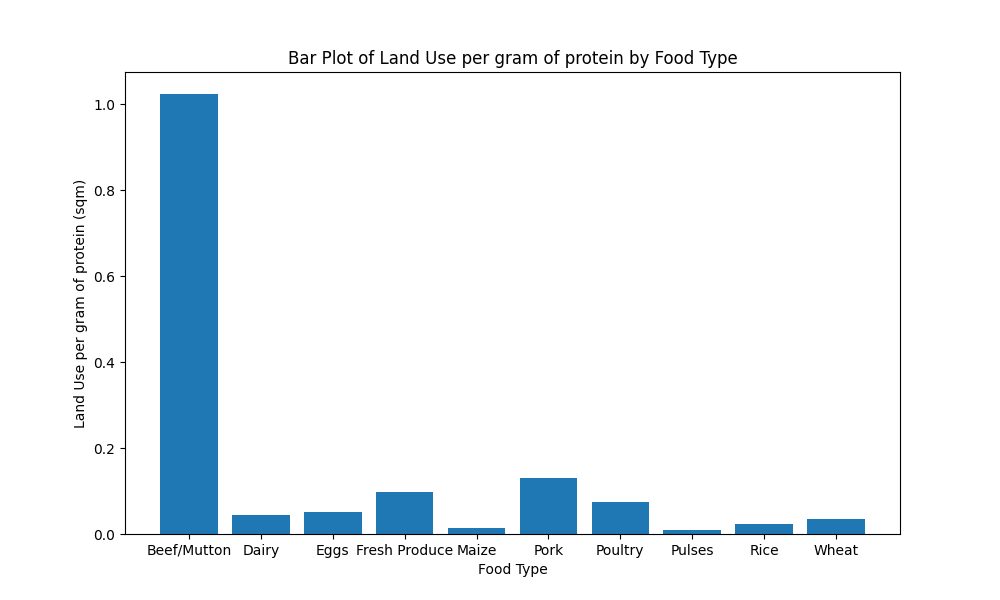 Bar Plot of Land Use per gram of protein by Food Type
Land Use per gram of protein (sqm)
1.0
0.8
0.6
0.4
0.2
0.0
Beef/Mutton Dairy Eggs Fresh Produce Maize Pork Poultry Pulses Rice Wheat
Food Type